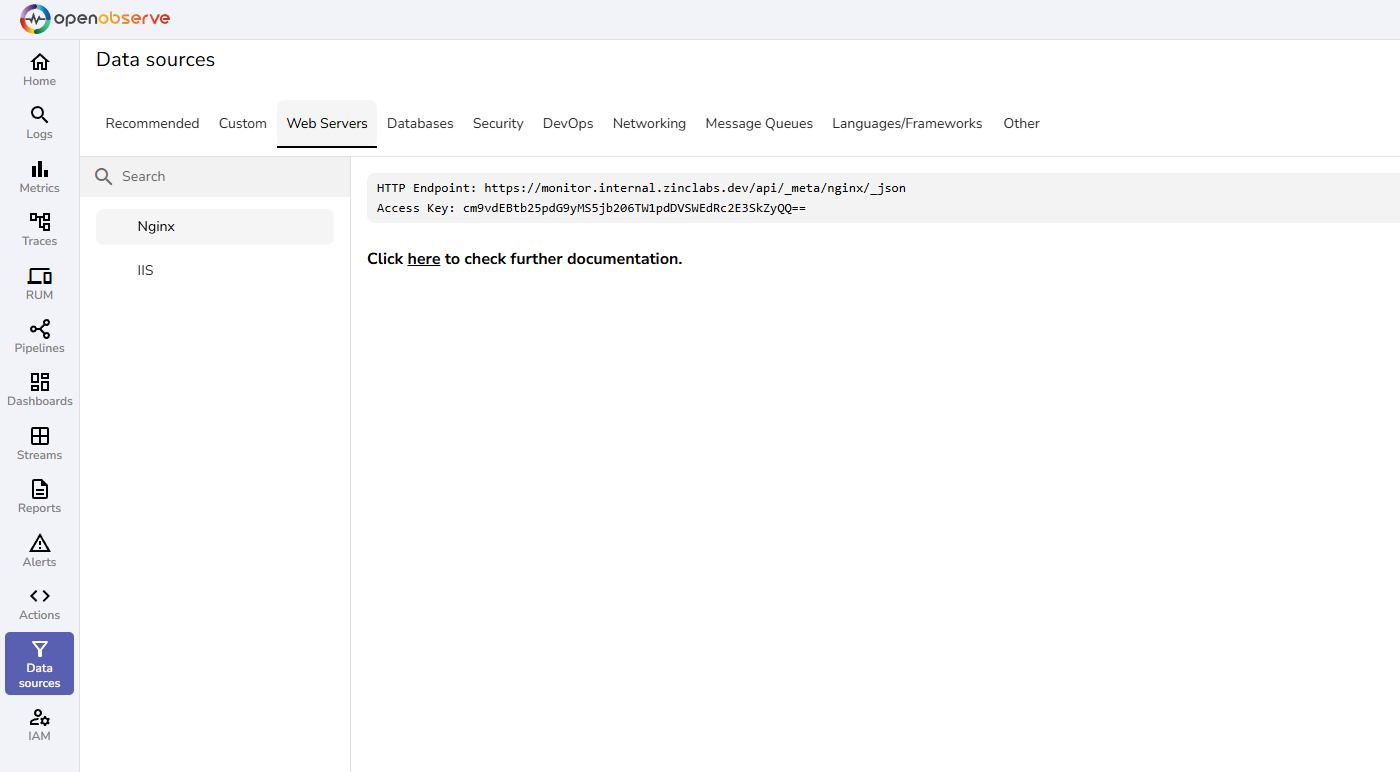 openobserve
Data sources
Home
Logs
Metrics
Traces
RUM
Pipelines
Dashboards
Streams
Reports
Alerts
Actions
Data
sources
IAM
Recommended Custom Web Servers Databases Security DevOps Networking Message Queues Languages/Frameworks Other
Search
Nginx
IIS
HTTP Endpoint: https://monitor.internal.zinclabs.dev/api/_meta/nginx/_json
Access Key: cm9vdEBtb25pdG9yMS5jb206TW1pdDVSWEdRc2E3SkZyQQ==
Click here to check further documentation.